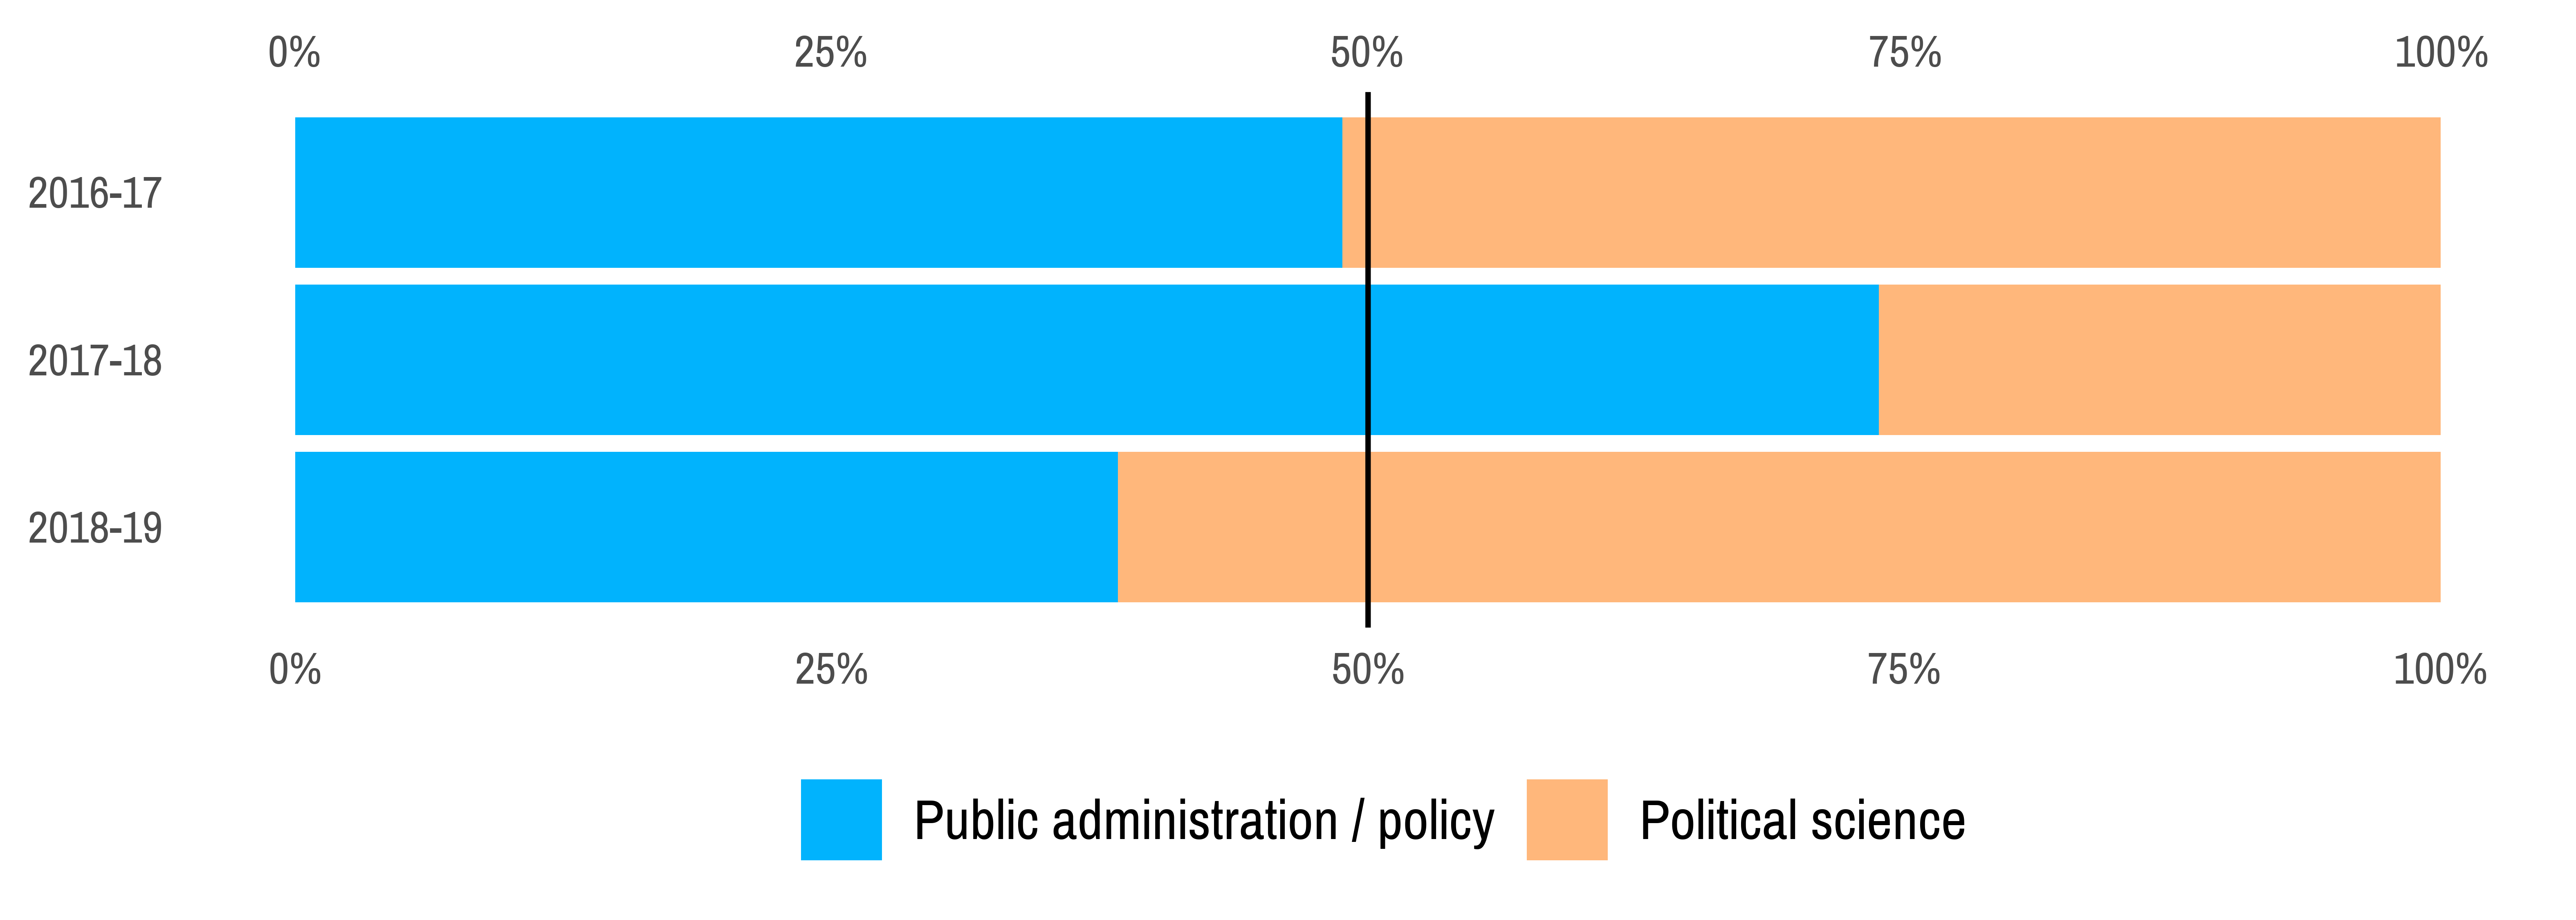 0% 25% 50% 75% 100%
2016-17
2017-18
2018-19
0% 25% 50% 75% 100%
Public administration / policy Political science